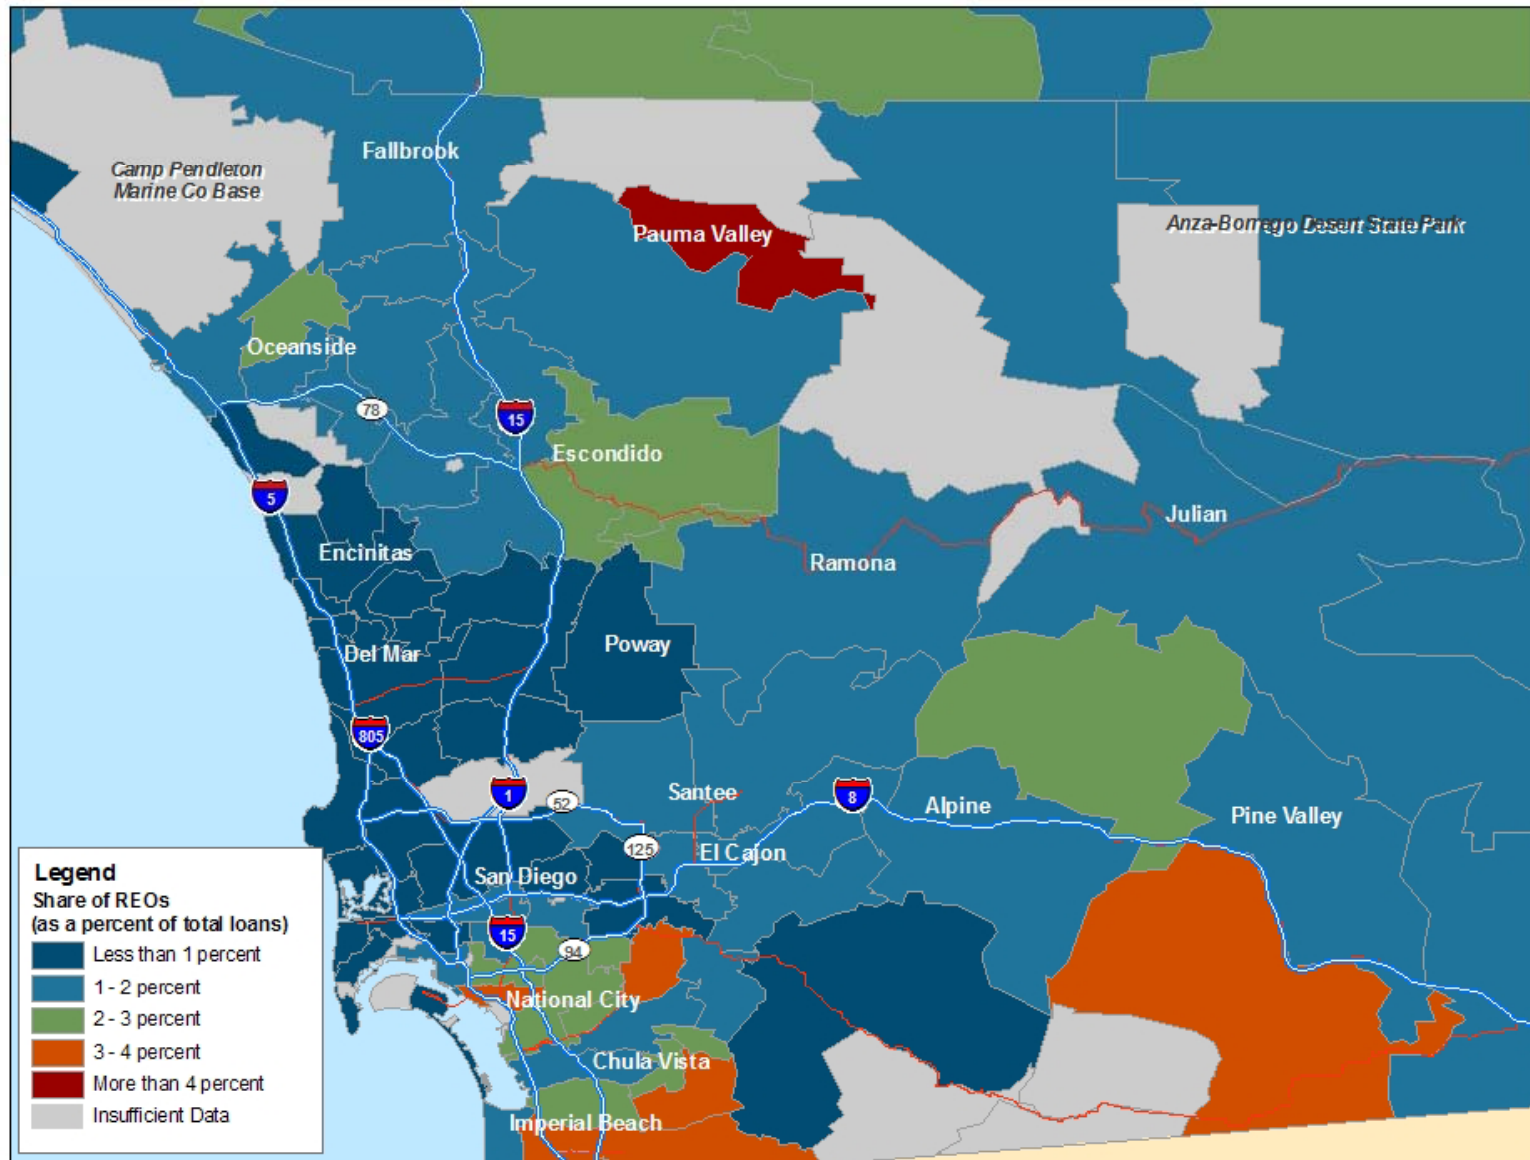 Fallbrook
Camp Pendleton
Marine Co Base
Pauma Valley
Anza-Borrego Desert State Park
Oceanside
78
15
Escondido
5
Julian
Encinitas
Ramona
Poway
Del Mar
805
1
52
Santee
8
Alpine
Pine Valley
125
El Cajon
San Diego
15
94
National City
Chula Vista
Imperial Beach
Legend
Share of REOs
(as a percent of total loans)
Less than 1 percent
1 - 2 percent
2 - 3 percent
3 - 4 percent
More than 4 percent
Insufficient Data